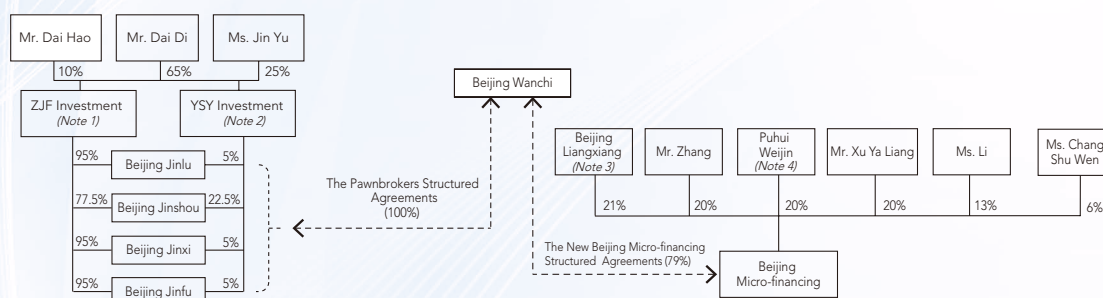 Mr. Dai Hao
Mr. Dai Di
Ms. Jin Yu
10%
65%
25%
ZJF Investment
(Note 1)
YSY Investment
(Note 2)
95%
Beijing Jinlu
5%
77.5%
Beijing Jinshou
22.5%
95%
Beijing Jinxi
5%
95%
Beijing Jinfu
5%
The Pawnbrokers Structured
Agreements
(100%)
Beijing Wanchi
Beijing
Liangxiang
(Note 3)
Mr. Zhang
Puhui
Weijin
(Note 4)
Mr. Xu Ya Liang
Ms. Li
Ms. Chang
Shu Wen
21%
20%
20%
20%
13%
6%
The New Beijing Micro-financing
Structured Agreements (79%)
Beijing
Micro-financing